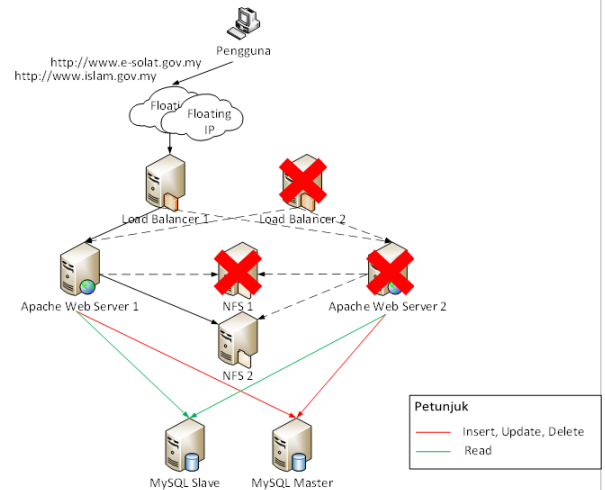 Pengguna
http://www.e-solat.gov.my
http://www.islam.gov.my
Floating
IP
Load Balancer 1
Load Balancer 2
Apache Web Server 1
NFS 1
Apache Web Server 2
NFS 2
MySQL Slave
MySQL Master
Petunjuk
Insert, Update, Delete
Read